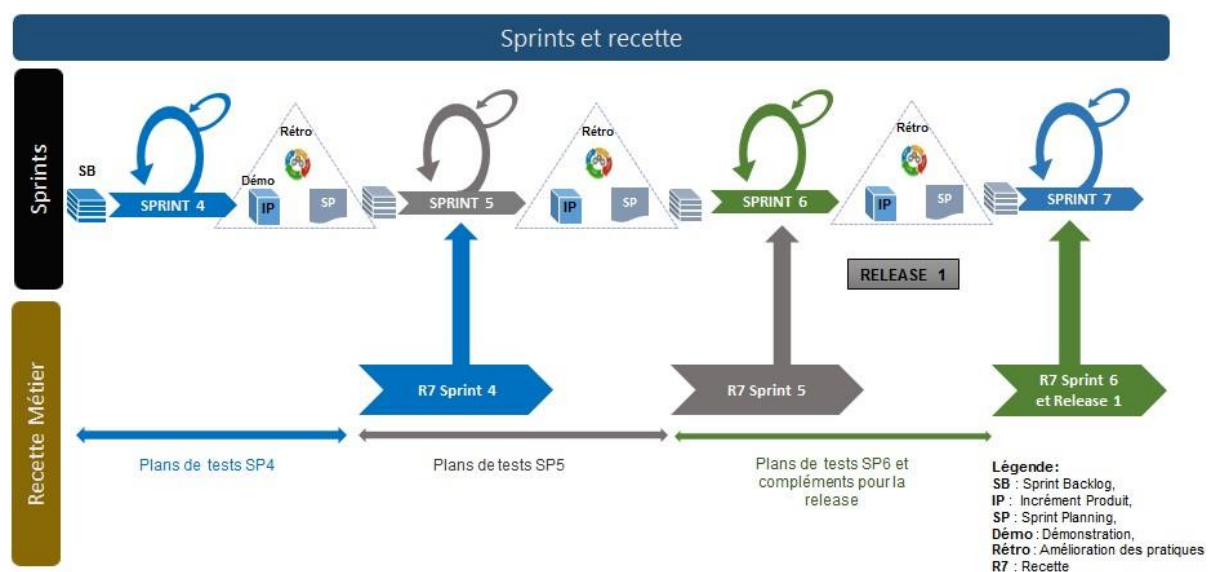 Sprints et recette
Sprints
SB
SPRINT 4
Rétro
Démo
IP
SP
SPRINT 5
Rétro
IP
SP
SPRINT 6
Rétro
IP
SP
SPRINT 7
RELEASE 1
Recette Métier
R7 Sprint 4
R7 Sprint 5
R7 Sprint 6
et Release 1
Plans de tests SP4
Plans de tests SP5
Plans de tests SP6 et
compléments pour la
release
Légende:
SB : Sprint Backlog,
IP : Incrément Produit,
SP : Sprint Planning,
Démo : Démonstration,
Rétro : Amélioration des pratiques
R7 : Recette